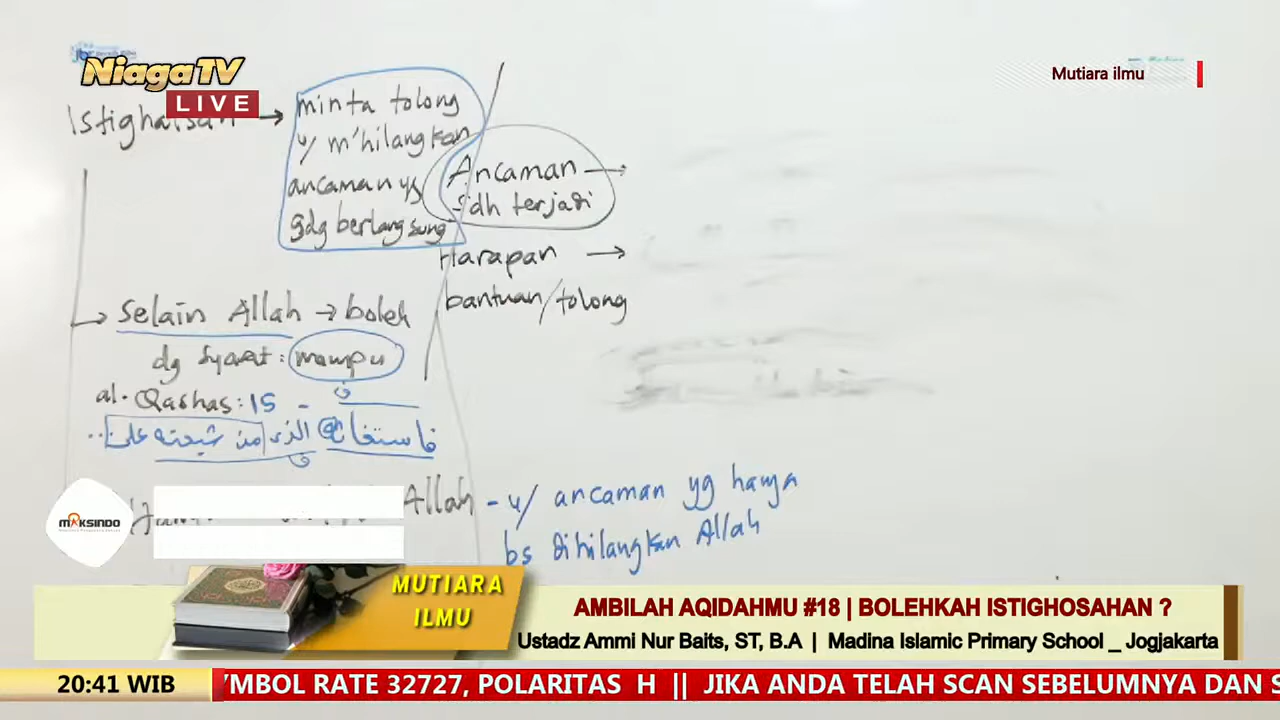 NiagaTV
LIVE
Mutiara ilmu
Istighatsah → minta tolong
u/ m'hilangkan
ancaman yg
sdg berlangsung
Ancaman →
sdh terjadi
Harapan →
bantuan/tolong
Selain Allah → boleh
dg syarat: mampu
al-Qashas: 15 -
فاستغاثه الذي من شيعته على
Allah - u/ ancaman yg hanya
bs dihilangkan Allah
MAKSINDO
MUTIARA
ILMU
AMBILAH AQIDAHMU #18 | BOLEHKAH ISTIGHOSAHAN ?
Ustadz Ammi Nur Baits, ST, B.A | Madina Islamic Primary School _ Jogjakarta
20:41 WIB
YMBOL RATE 32727, POLARITAS H || JIKA ANDA TELAH SCAN SEBELUMNYA DAN S